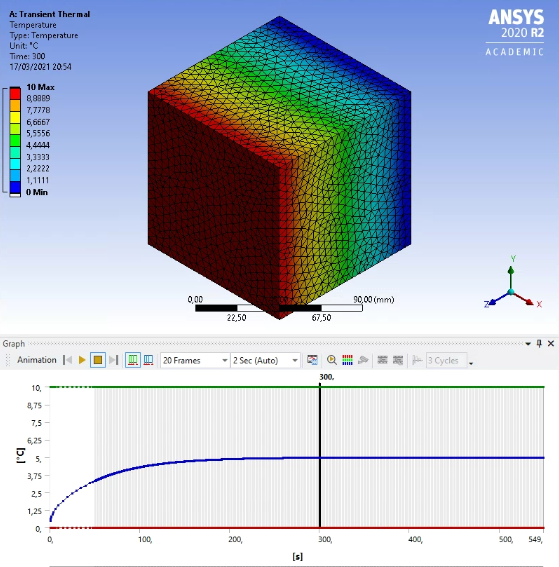 A: Transient Thermal
Temperature
Type: Temperature
Unit: °C
Time: 300
17/03/2021 20:54
ANSYS
2020 R2
ACADEMIC
10 Max
8,8889
7,7778
6,6667
5,5556
4,4444
3,3333
2,2222
1,1111
0 Min
0,00
90,00 (mm)
22,50
67,50
Y
Z
X
Graph
Animation
20 Frames
2 Sec (Auto)
3 Cycles
300,
10,
8,75
7,5
6,25
5,
3,75
2,5
1,25
0,
[°C]
0,
100,
200,
300,
400,
500,
549,
[s]